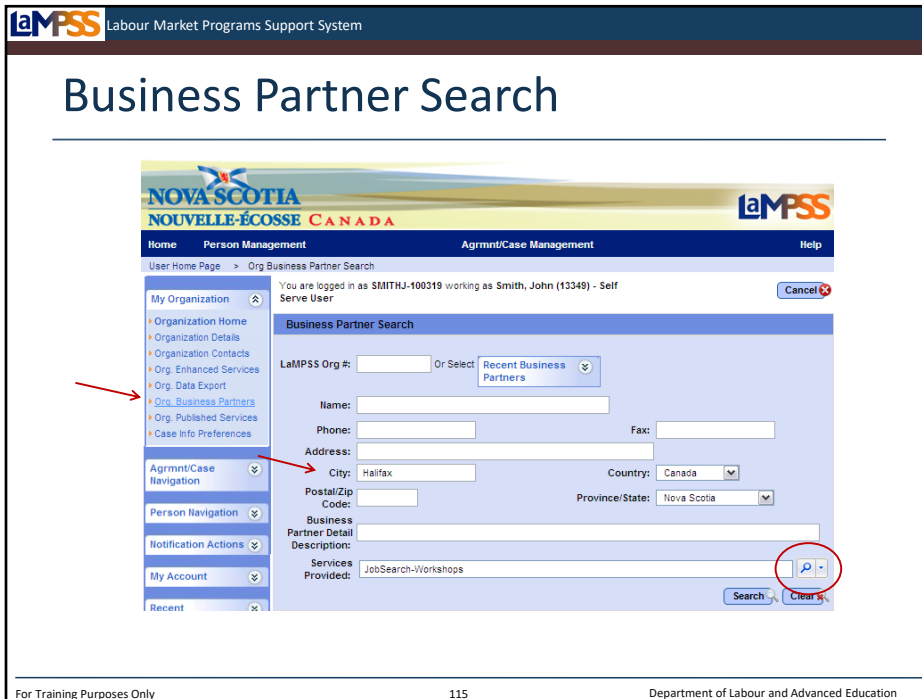 LaMPSS Labour Market Programs Support System
Business Partner Search
NOVA SCOTIA
NOUVELLE-ÉCOSSE CANADA
LaMPSS
Home Person Management Agrmnt/Case Management Help
User Home Page > Org Business Partner Search
My Organization
Organization Home
Organization Details
Organization Contacts
Org. Enhanced Services
Org. Data Export
Org. Business Partners
Org. Published Services
Case Info Preferences
Agrmnt/Case
Navigation
Person Navigation
Notification Actions
My Account
Recent
You are logged in as SMITHJ-100319 working as Smith, John (13349) - Self
Serve User
Cancel
Business Partner Search
LaMPSS Org #: Or Select Recent Business
Partners
Name:
Phone: Fax:
Address:
City: Halifax Country: Canada
Postal/Zip
Code: Province/State: Nova Scotia
Business
Partner Detail
Description:
Services
Provided: JobSearch-Workshops
Search Clear
For Training Purposes Only 115 Department of Labour and Advanced Education